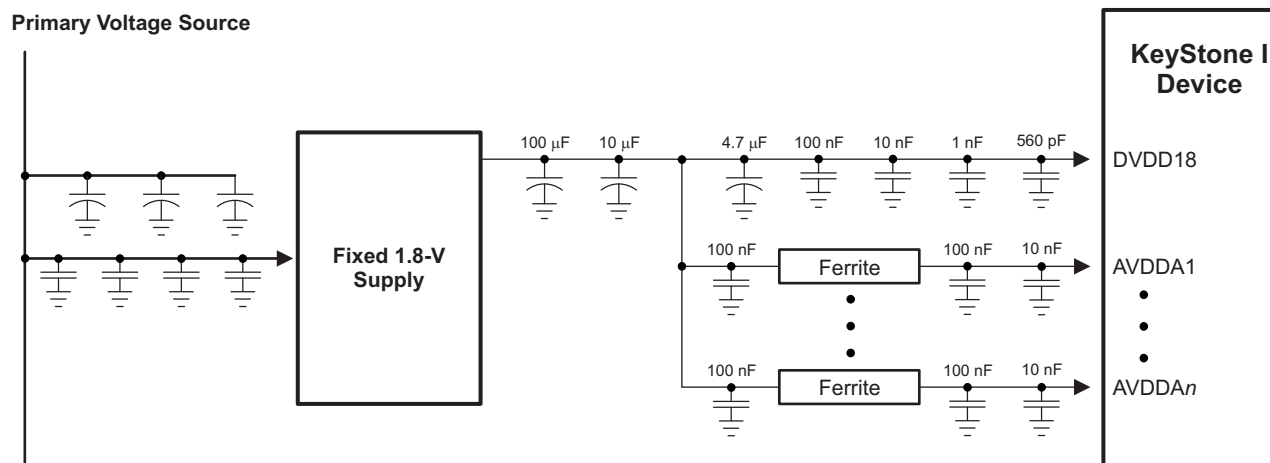 Primary Voltage Source
KeyStone I
Device
100 μF
10 μF
4.7 μF
100 nF
10 nF
1 nF
560 pF
DVDD18
Fixed 1.8-V
Supply
100 nF
Ferrite
100 nF
10 nF
AVDDA1
100 nF
Ferrite
100 nF
10 nF
AVDDAn